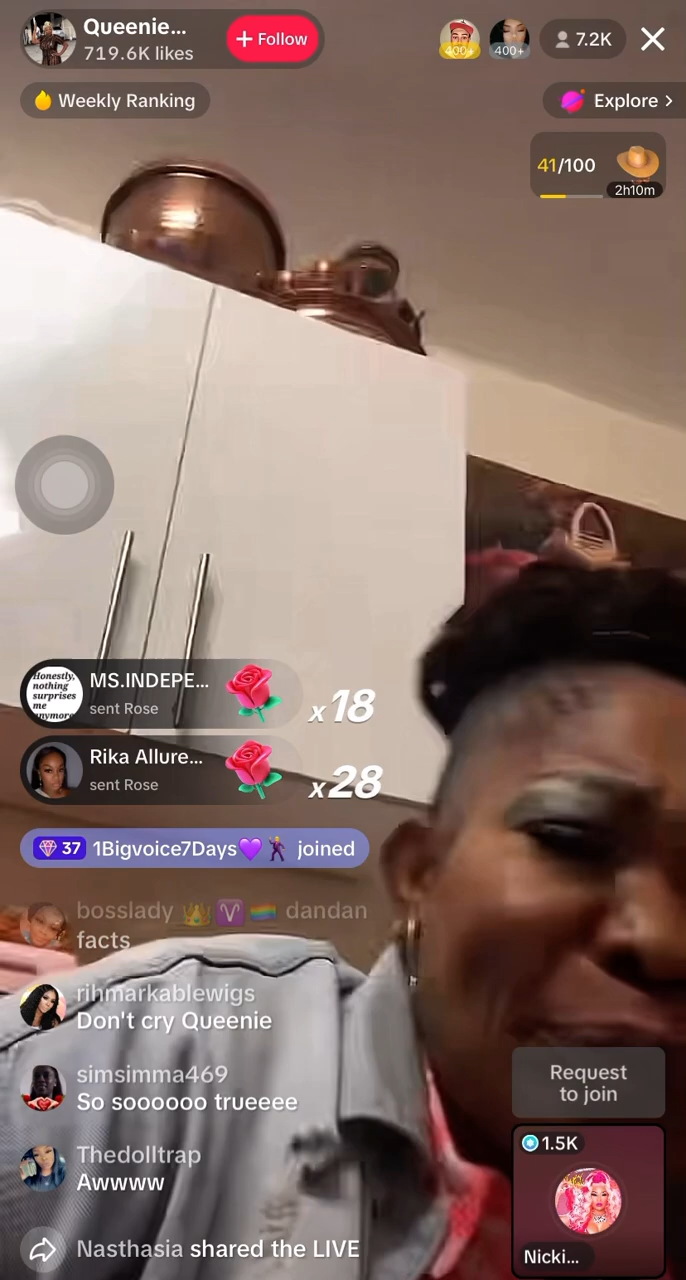 Queenie...
719.6K likes
+ Follow
400+
400+
7.2K
Weekly Ranking
Explore >
41/100
2h10m
Honestly,
nothing
surprises
me
anymore
MS.INDEPE...
sent Rose
x18
Rika Allure...
sent Rose
x28
37 1Bigvoice7Days💜🕺 joined
bosslady 👑♈🏳️‍🌈 dandan
facts
rihmarkablewigs
Don't cry Queenie
simsimma469
So soooooo trueeee
Thedolltrap
Awwww
Nasthasia shared the LIVE
Request
to join
1.5K
Nicki...